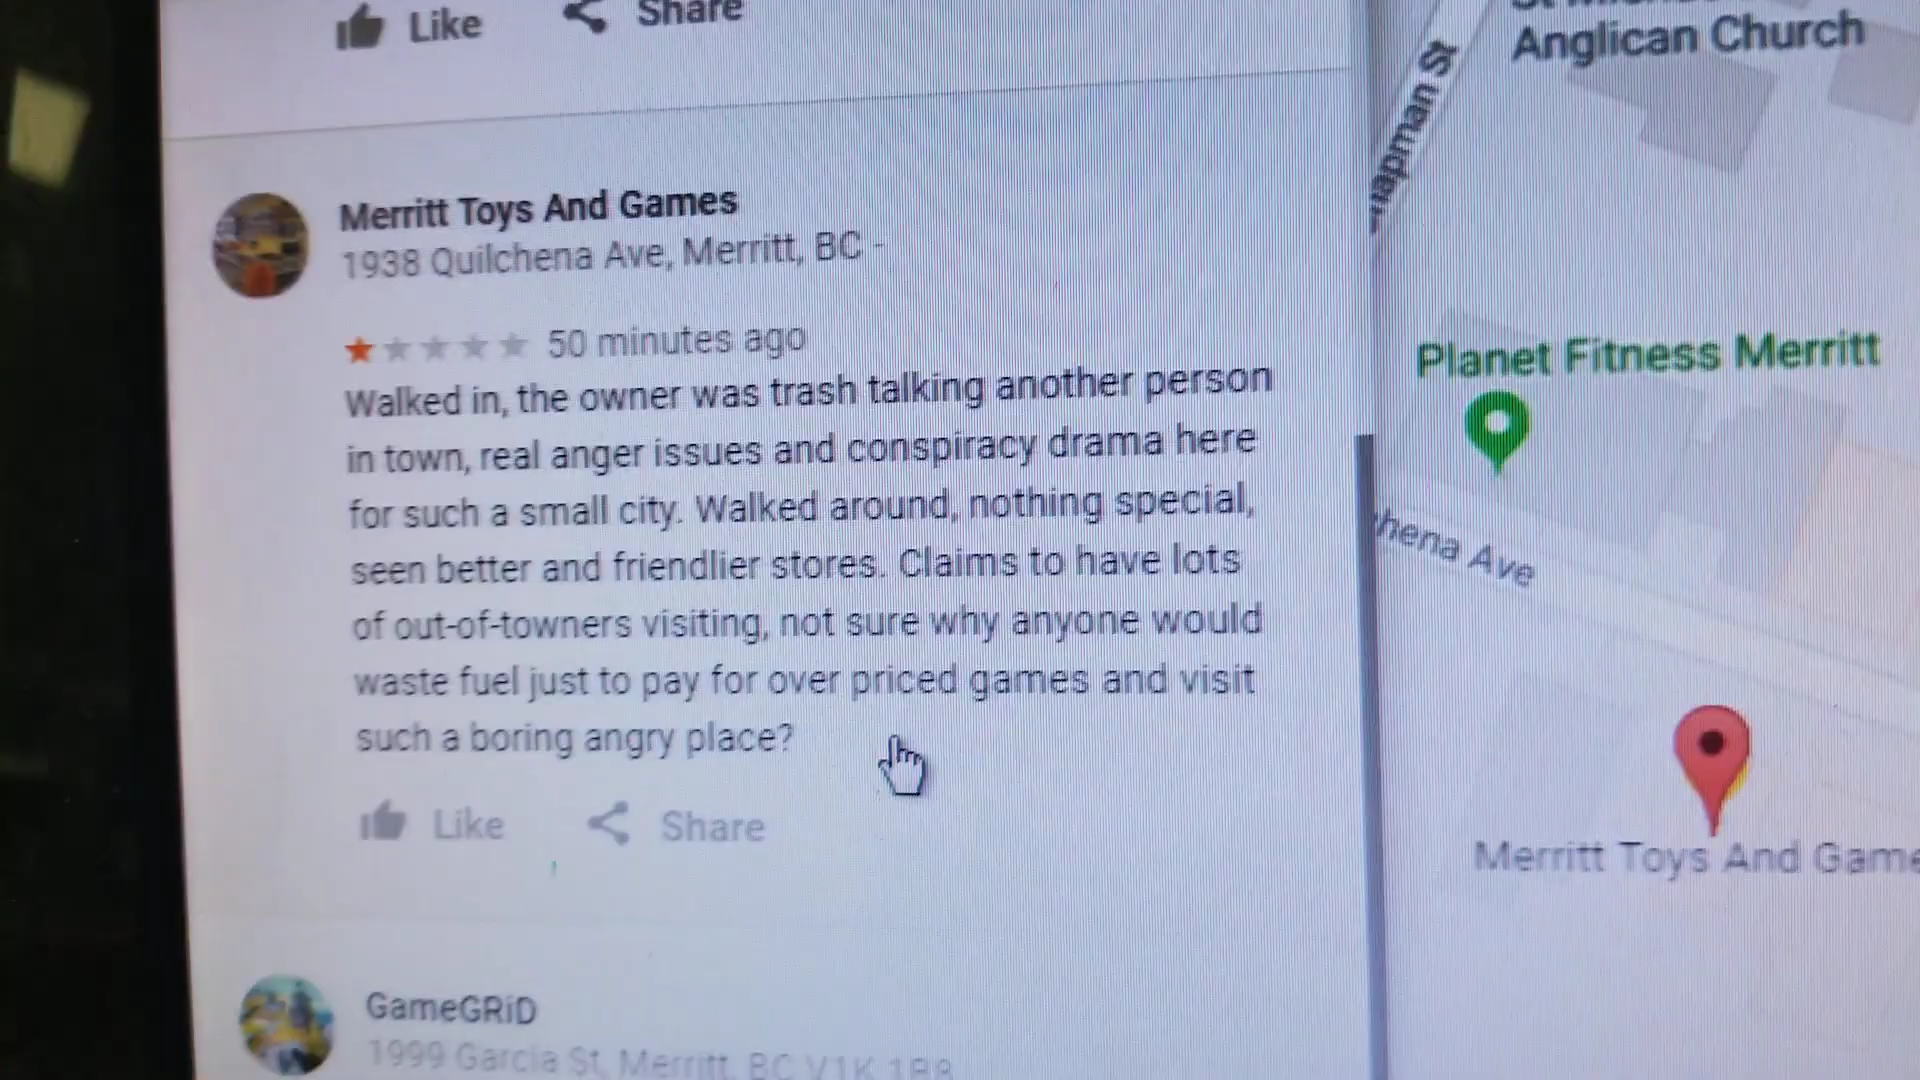 Like Share
Merritt Toys And Games
1938 Quilchena Ave, Merritt, BC -
50 minutes ago
Walked in, the owner was trash talking another person
in town, real anger issues and conspiracy drama here
for such a small city. Walked around, nothing special,
seen better and friendlier stores. Claims to have lots
of out-of-towners visiting, not sure why anyone would
waste fuel just to pay for over priced games and visit
such a boring angry place?
Like Share
GameGRiD
1999 Garcia St, Merritt, BC V1K 1B8
Anglican Church
hapman St
Planet Fitness Merritt
hena Ave
Merritt Toys And Game